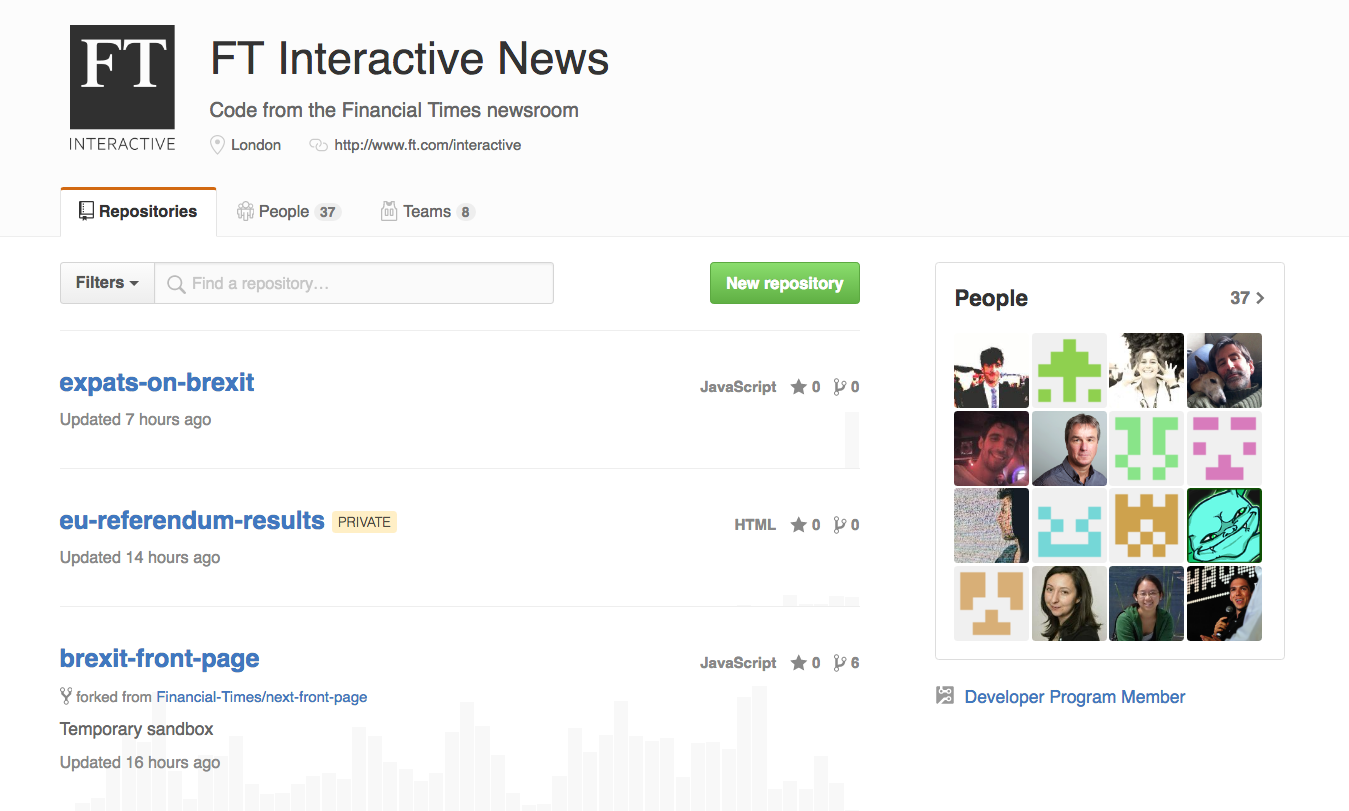 FT
INTERACTIVE
FT Interactive News
Code from the Financial Times newsroom
London http://www.ft.com/interactive
Repositories People 37 Teams 8
Filters Find a repository… New repository
People 37
expats-on-brexit
JavaScript 0 0
Updated 7 hours ago
eu-referendum-results PRIVATE
HTML 0 0
Updated 14 hours ago
brexit-front-page
JavaScript 0 6
forked from Financial-Times/next-front-page
Temporary sandbox
Updated 16 hours ago
Developer Program Member